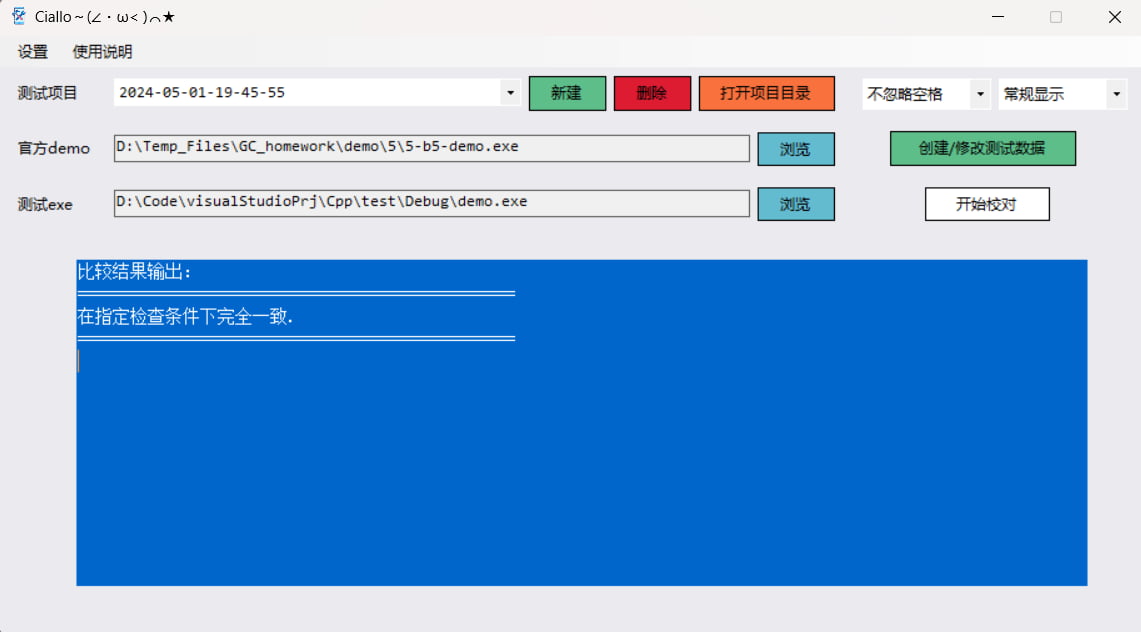 Ciallo～(∠・ω< )⌒★
设置 使用说明
测试项目 2024-05-01-19-45-55 新建 删除 打开项目目录 不忽略空格 常规显示
官方demo D:\Temp_Files\GC_homework\demo\5\5-b5-demo.exe 浏览 创建/修改测试数据
测试exe D:\Code\visualStudioPrj\Cpp\test\Debug\demo.exe 浏览 开始校对
比较结果输出:
在指定检查条件下完全一致.